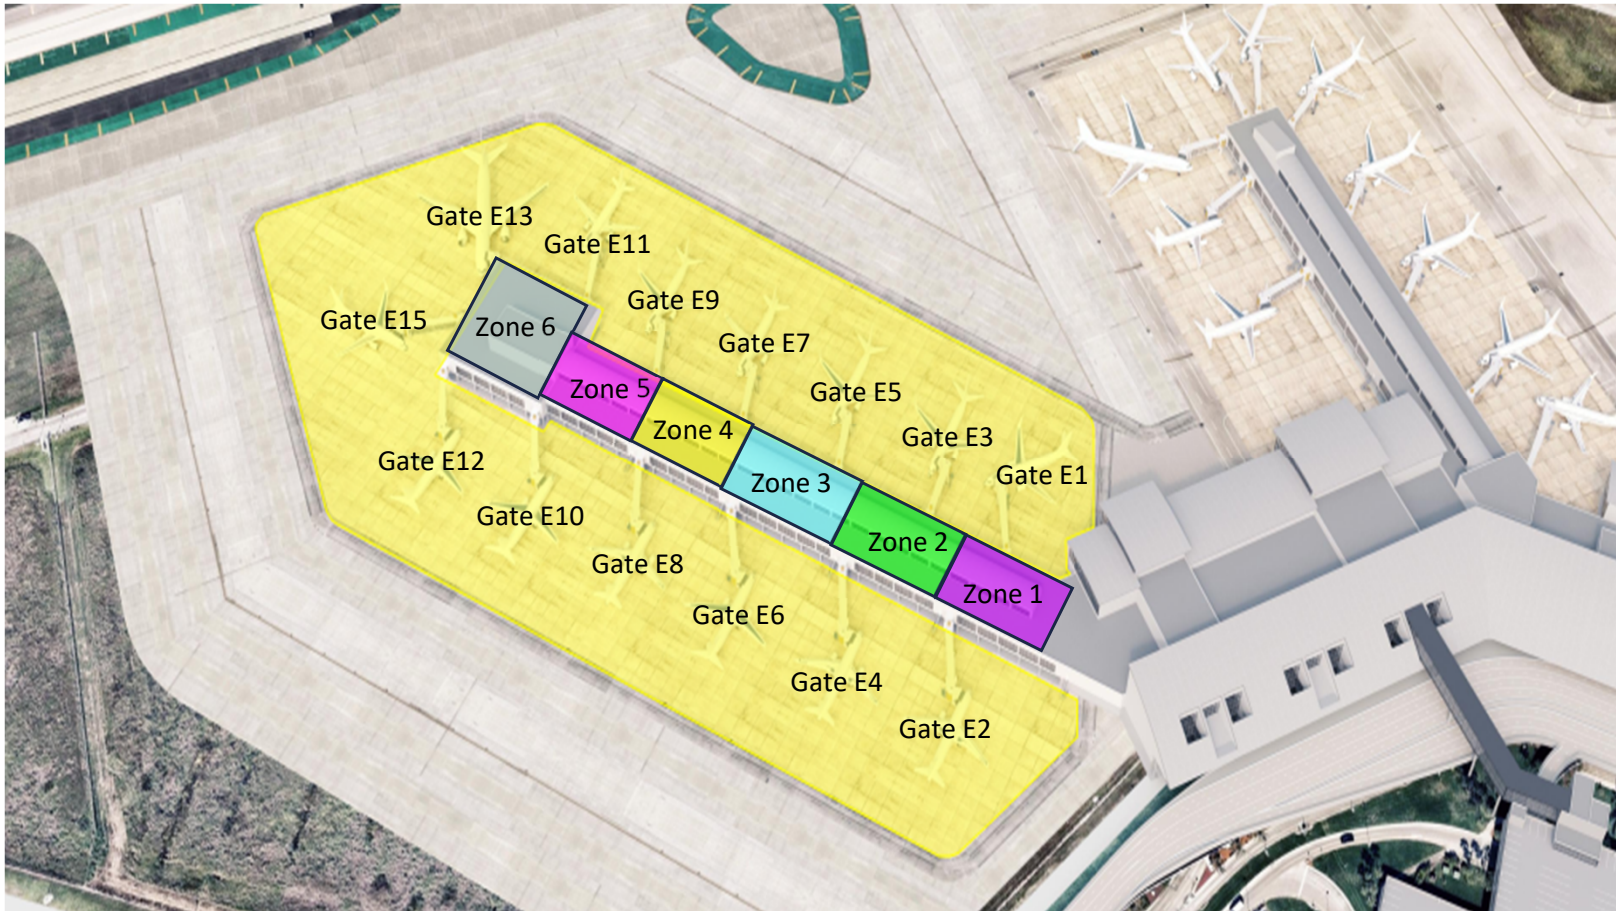 Gate E13
Gate E11
Gate E9
Gate E15
Zone 6
Gate E7
Zone 5
Gate E5
Zone 4
Gate E3
Gate E12
Gate E1
Zone 3
Gate E10
Zone 2
Gate E8
Zone 1
Gate E6
Gate E4
Gate E2